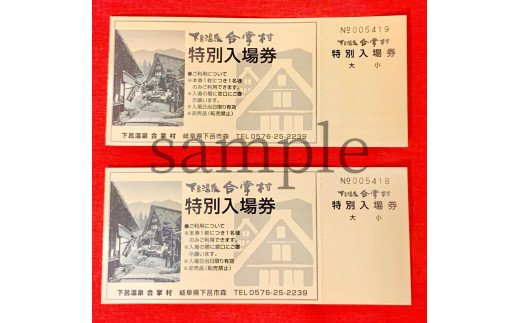 下呂温泉 合掌村
特別入場券
●ご利用について
※本券1枚につき1名様
のみご利用できます。
※入場の際に窓口にご提
示願います。
※入場日当日限り有効
※非売品(転売禁止)
下呂温泉 合掌村 岐阜県下呂市森 TEL0576-25-2239
№005419
下呂温泉 合掌村
特別入場券
大 小
sample
下呂温泉 合掌村
特別入場券
●ご利用について
※本券1枚につき1名様
のみご利用できます。
※入場の際に窓口にご提
示願います。
※入場日当日限り有効
※非売品(転売禁止)
下呂温泉 合掌村 岐阜県下呂市森 TEL0576-25-2239
№005418
下呂温泉 合掌村
特別入場券
大 小